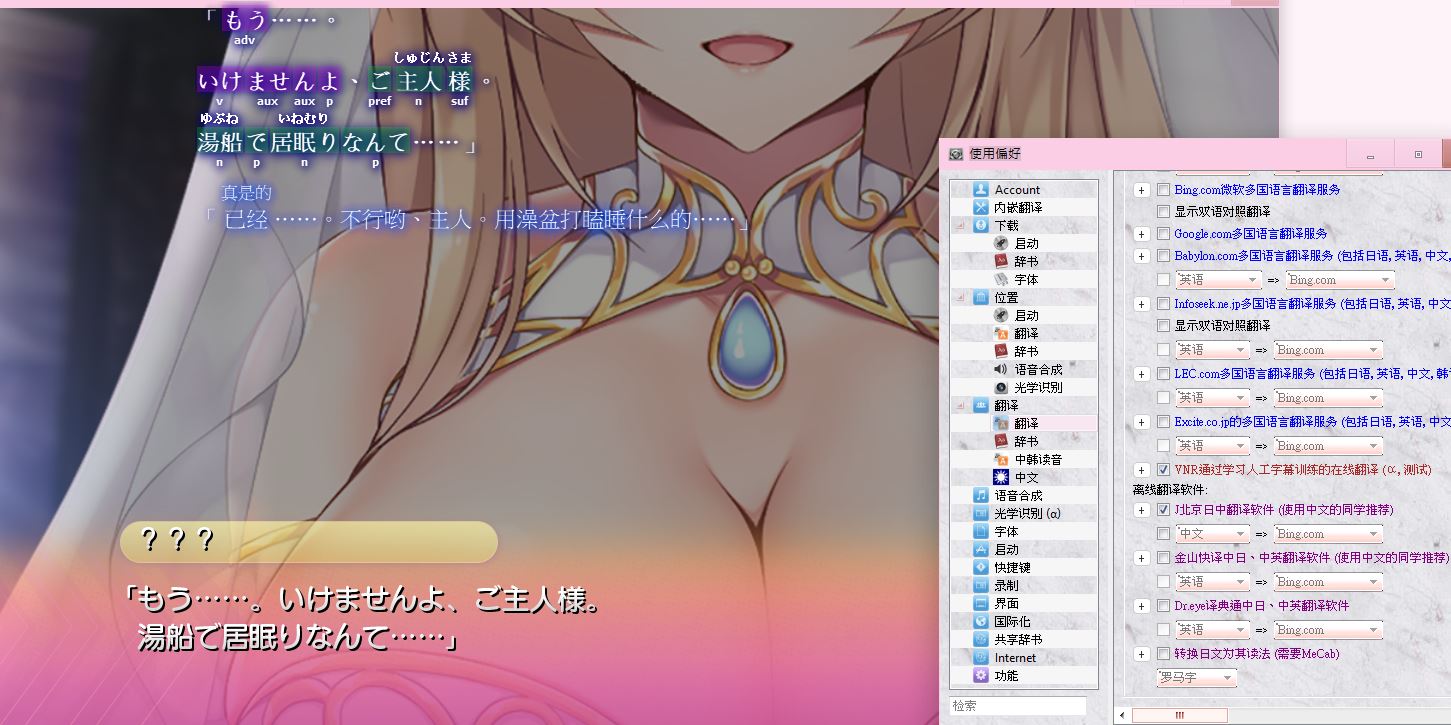 「もう……。
adv
しゅじんさま
いけませんよ、ご主人様。
v aux aux p pref n suf
ゆぶね いねむり
湯船で居眠りなんて……」
n p n p
真是的
「 已经 ……。不行哟、主人。用澡盆打瞌睡什么的……」
？？？
「もう……。いけませんよ、ご主人様。
湯船で居眠りなんて……」
使用偏好
Account
内嵌翻译
下载
启动
辞书
字体
位置
启动
翻译
辞书
语音合成
光学识别
翻译
翻译
辞书
中韩读音
中文
语音合成
光学识别 (α)
字体
启动
快捷键
录制
界面
国际化
共享辞书
Internet
功能
检索
+ Bing.com微软多国语言翻译服务
显示双语对照翻译
+ Google.com多国语言翻译服务
+ Babylon.com多国语言翻译服务 (包括日语, 英语, 中文,
英语 => Bing.com
+ Infoseek.ne.jp多国语言翻译服务 (包括日语, 英语, 中文
显示双语对照翻译
英语 => Bing.com
+ LEC.com多国语言翻译服务 (包括日语, 英语, 中文, 韩
英语 => Bing.com
+ Excite.co.jp的多国语言翻译服务 (包括日语, 英语, 中文
英语 => Bing.com
+ VNR通过学习人工字幕训练的在线翻译 (α, 测试)
离线翻译软件:
+ J北京日中翻译软件 (使用中文的同学推荐)
中文 => Bing.com
+ 金山快译中日、中英翻译软件 (使用中文的同学推荐)
英语 => Bing.com
+ Dr.eye译典通中日、中英翻译软件
英语 => Bing.com
+ 转换日文为其读法 (需要MeCab)
罗马字